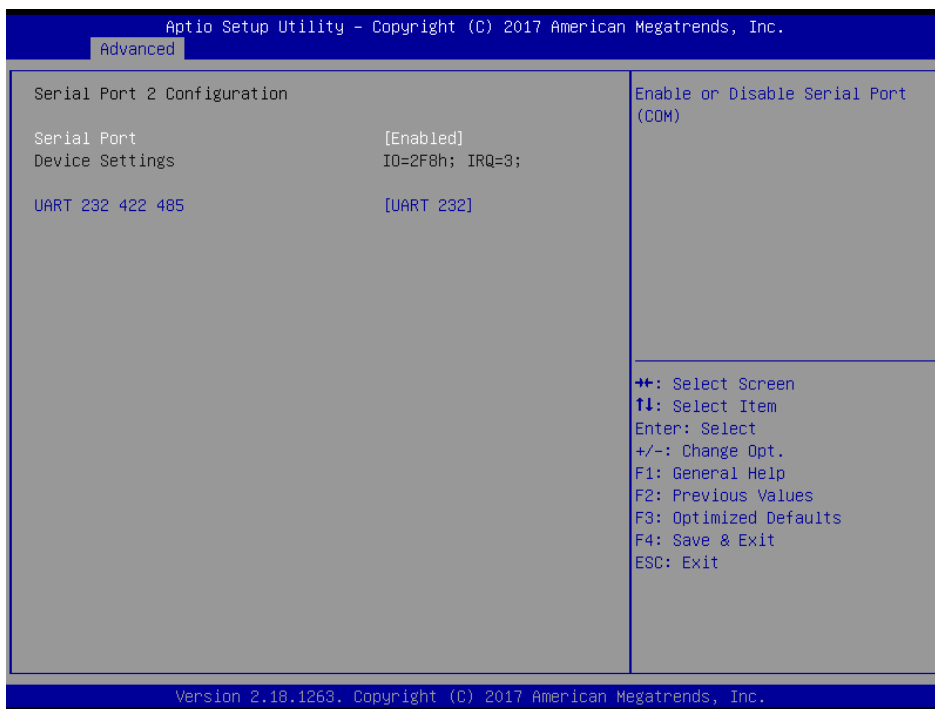 Aptio Setup Utility – Copyright (C) 2017 American Megatrends, Inc.
Advanced
Serial Port 2 Configuration
Serial Port [Enabled]
Device Settings IO=2F8h; IRQ=3;
UART 232 422 485 [UART 232]
Enable or Disable Serial Port
(COM)
→←: Select Screen
↑↓: Select Item
Enter: Select
+/-: Change Opt.
F1: General Help
F2: Previous Values
F3: Optimized Defaults
F4: Save & Exit
ESC: Exit
Version 2.18.1263. Copyright (C) 2017 American Megatrends, Inc.